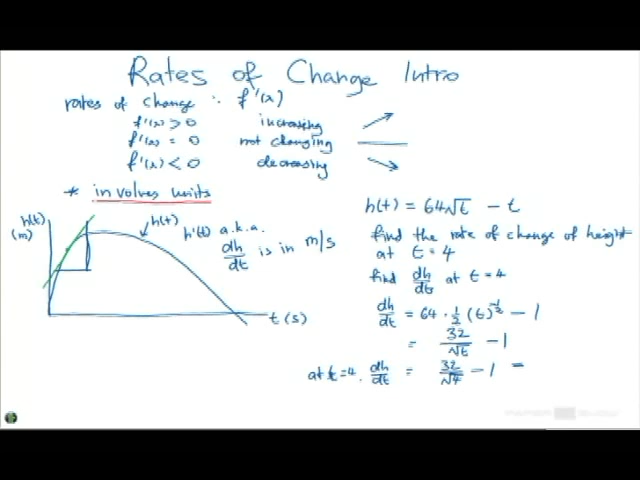 Rates of Change Intro
rates of change : f'(x)
f'(x) > 0 increasing
f'(x) = 0 not changing
f'(x) < 0 decreasing
* involves units
h(t)
(m)
h(t)
h'(t) a.k.a.
dh/dt is in m/s
t (s)
h(t) = 64√t - t
find the rate of change of height
at t = 4
find dh/dt at t = 4
dh/dt = 64 · 1/2 (t)^-1/2 - 1
= 32/√t - 1
at t = 4. dh/dt = 32/√4 - 1 =